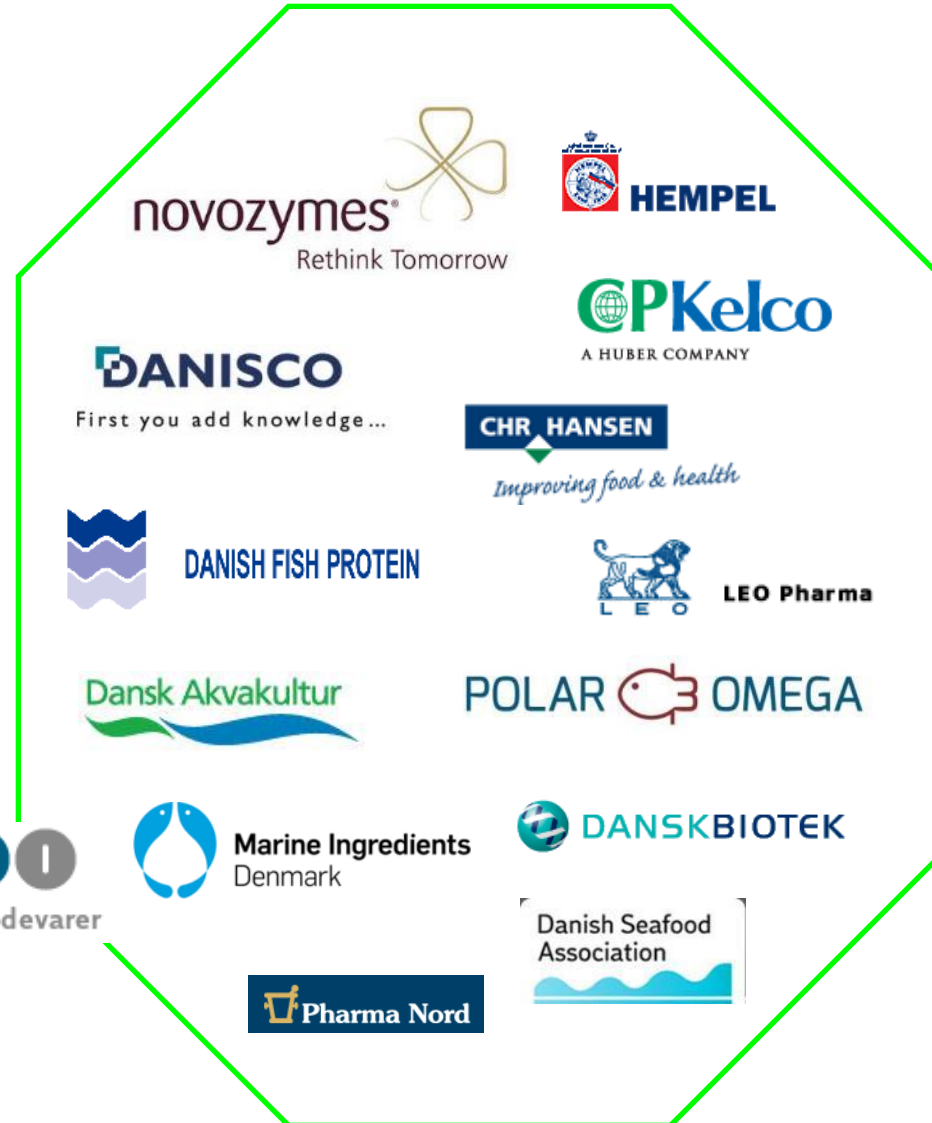 novozymes®
Rethink Tomorrow
HEMPEL
CPKelco
A HUBER COMPANY
DANISCO
First you add knowledge...
CHR HANSEN
Improving food & health
DANISH FISH PROTEIN
LEO
LEO Pharma
Dansk Akvakultur
POLAR OMEGA
Marine Ingredients
Denmark
DANSKBIOTEK
I
devarer
Danish Seafood
Association
Pharma Nord